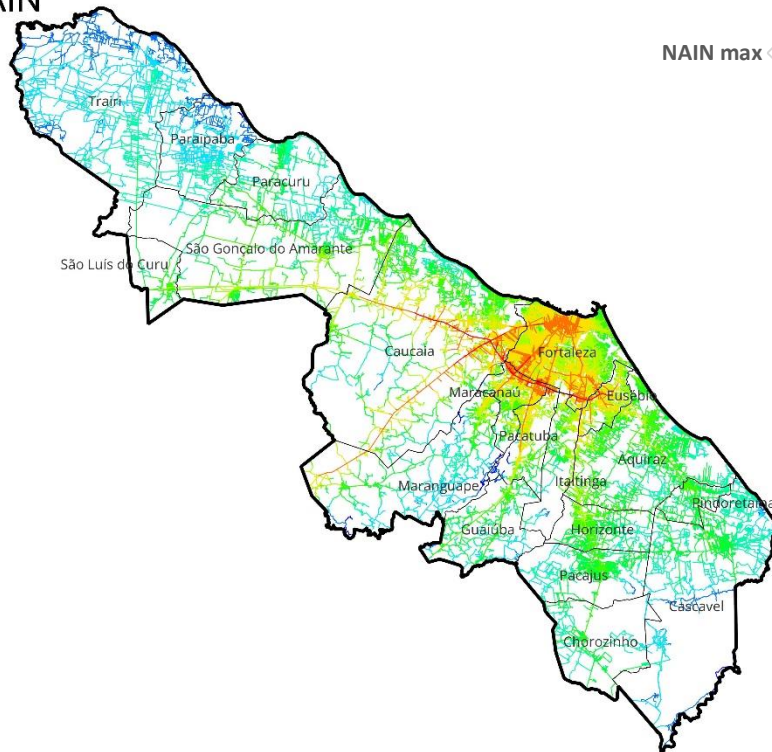 AIN
NAIN max
Trairi
Paraipaba
Paracuru
São Gonçalo do Amarante
São Luís do Curu
Caucaia
Fortaleza
Maracanaú
Eusébio
Pacatuba
Aquiraz
Maranguape
Itaitinga
Pindoretama
Guaiúba
Horizonte
Pacajus
Cascavel
Chorozinho